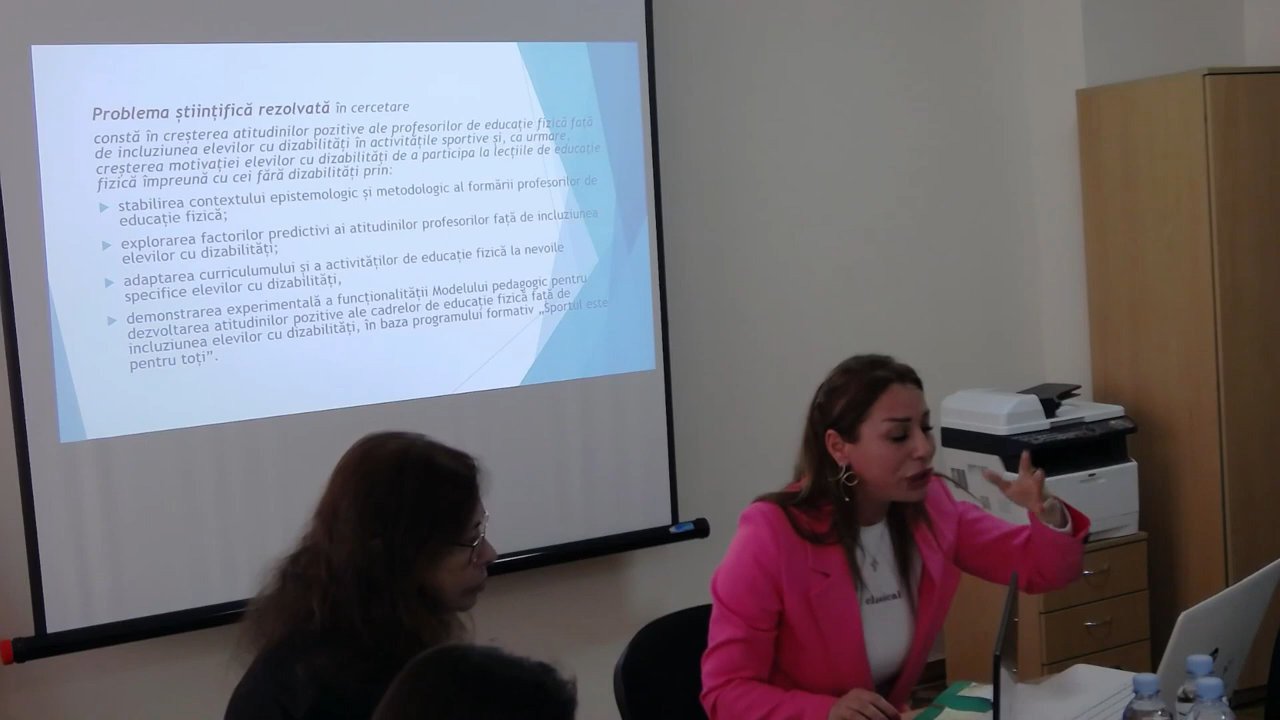 Problema științifică rezolvată în cercetare
constă în creșterea atitudinilor pozitive ale profesorilor de educație fizică față
de incluziunea elevilor cu dizabilități în activitățile sportive și, ca urmare,
creșterea motivației elevilor cu dizabilități de a participa la lecțiile de educație
fizică împreună cu cei fără dizabilități prin:
stabilirea contextului epistemologic și metodologic al formării profesorilor de
educație fizică;
explorarea factorilor predictivi ai atitudinilor profesorilor față de incluziunea
elevilor cu dizabilități;
adaptarea curriculumului și a activităților de educație fizică la nevoile
specifice elevilor cu dizabilități,
demonstrarea experimentală a funcționalității Modelului pedagogic pentru
dezvoltarea atitudinilor pozitive ale cadrelor de educație fizică față de
incluziunea elevilor cu dizabilități, în baza programului formativ „Sportul este
pentru toți”.
classical